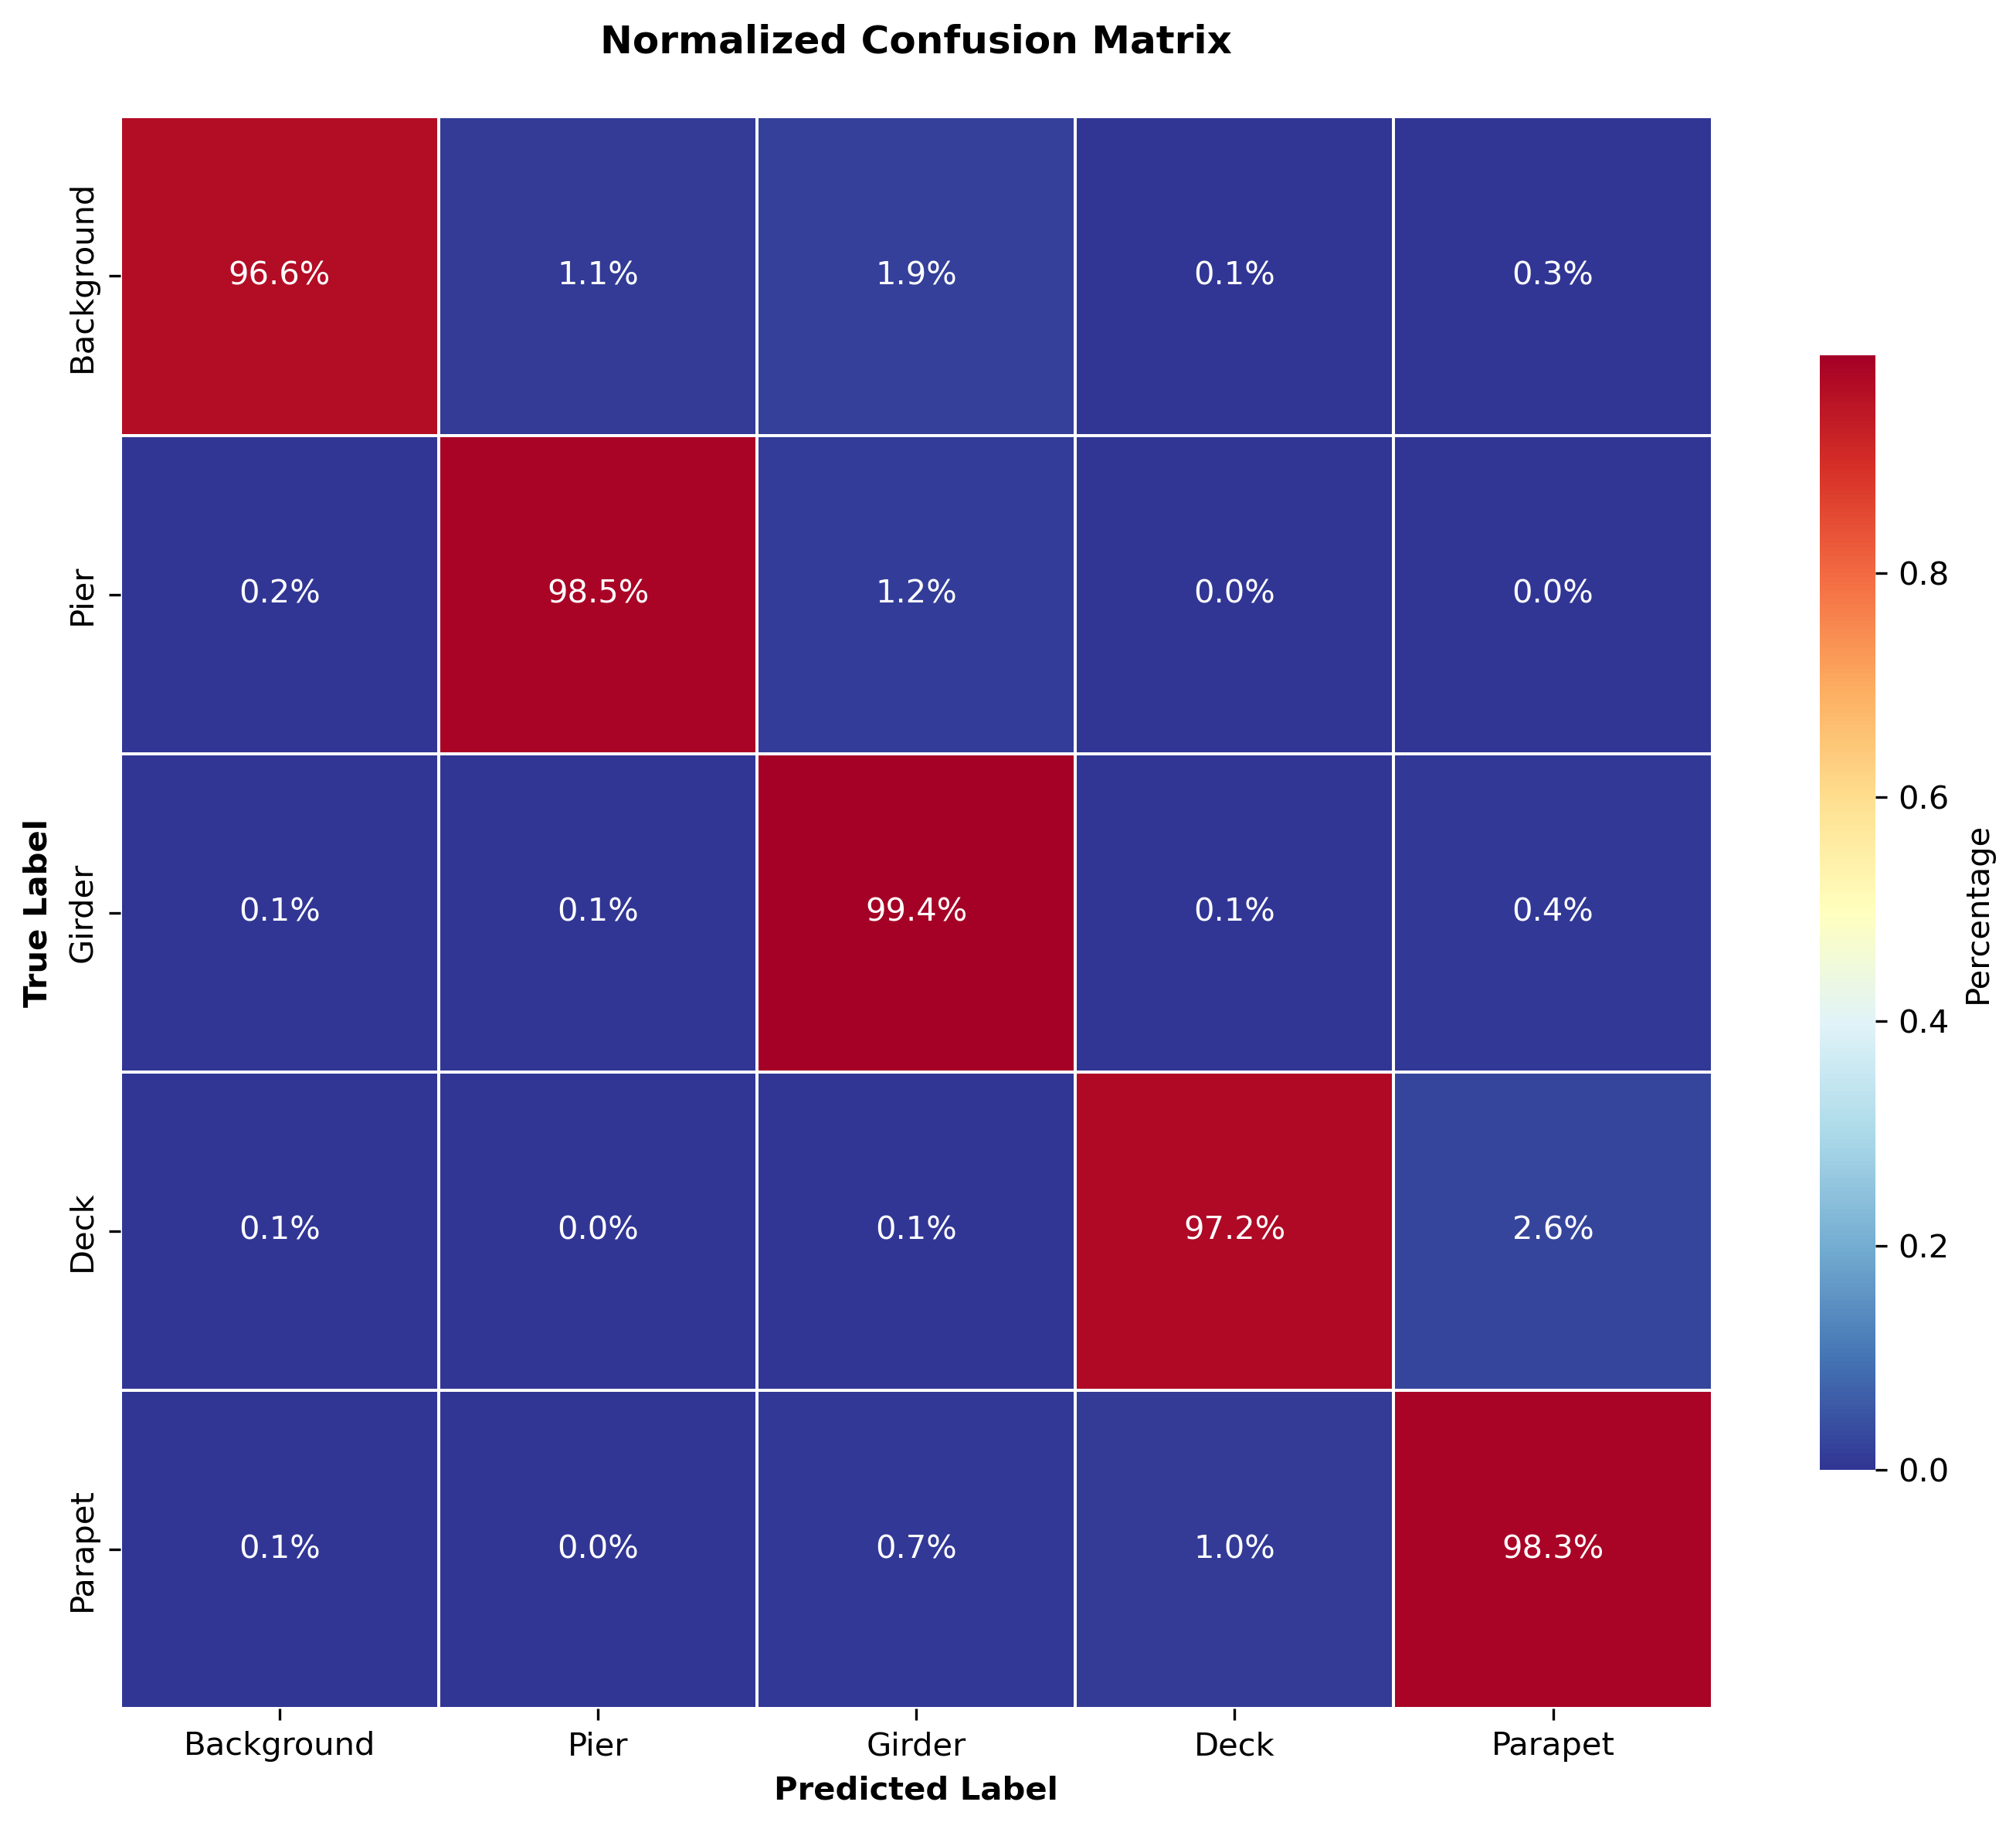 Normalized Confusion Matrix
True Label
Background
96.6% 1.1% 1.9% 0.1% 0.3%
Pier
0.2% 98.5% 1.2% 0.0% 0.0%
Girder
0.1% 0.1% 99.4% 0.1% 0.4%
Deck
0.1% 0.0% 0.1% 97.2% 2.6%
Parapet
0.1% 0.0% 0.7% 1.0% 98.3%
Background Pier Girder Deck Parapet
Predicted Label
0.8
0.6
0.4
0.2
0.0
Percentage